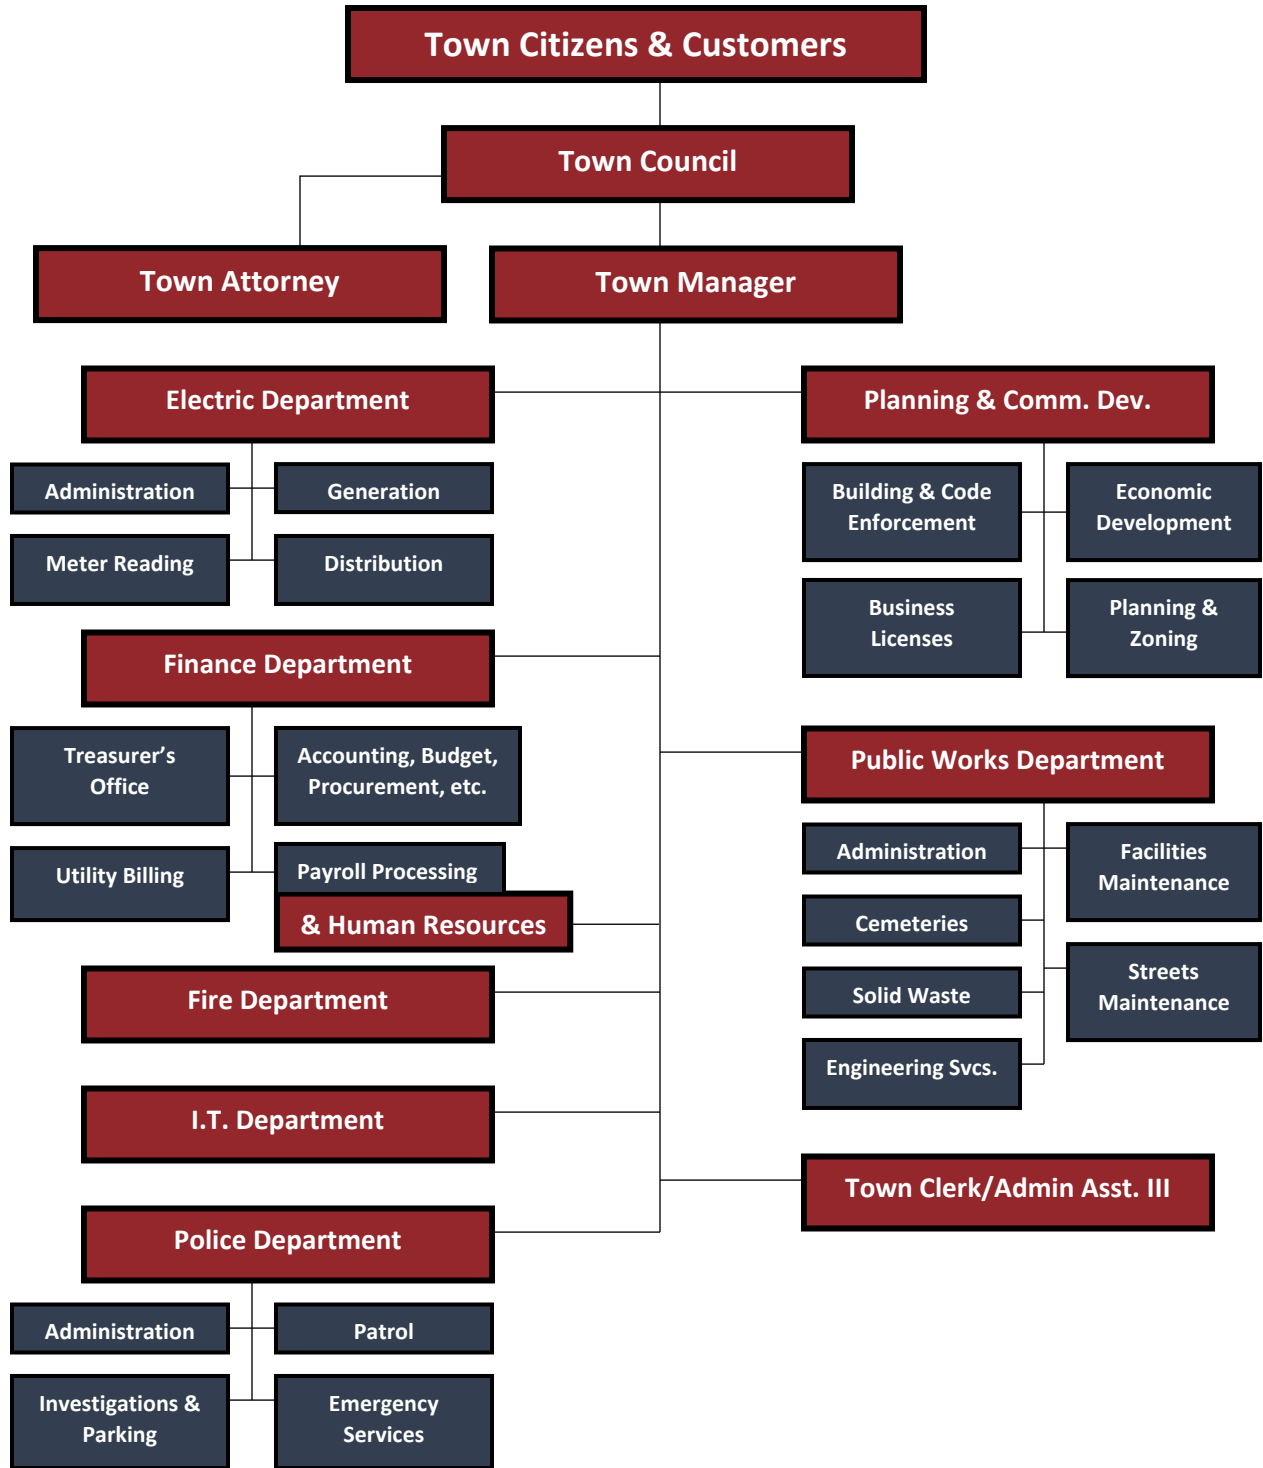 Town Citizens & Customers
Town Council
Town Attorney
Town Manager
Electric Department
Administration
Generation
Meter Reading
Distribution
Planning & Comm. Dev.
Building & Code
Enforcement
Economic
Development
Business
Licenses
Planning &
Zoning
Finance Department
Treasurer’s
Office
Accounting, Budget,
Procurement, etc.
Utility Billing
Payroll Processing
& Human Resources
Public Works Department
Administration
Facilities
Maintenance
Cemeteries
Solid Waste
Streets
Maintenance
Engineering Svcs.
Fire Department
I.T. Department
Town Clerk/Admin Asst. III
Police Department
Administration
Patrol
Investigations &
Parking
Emergency
Services